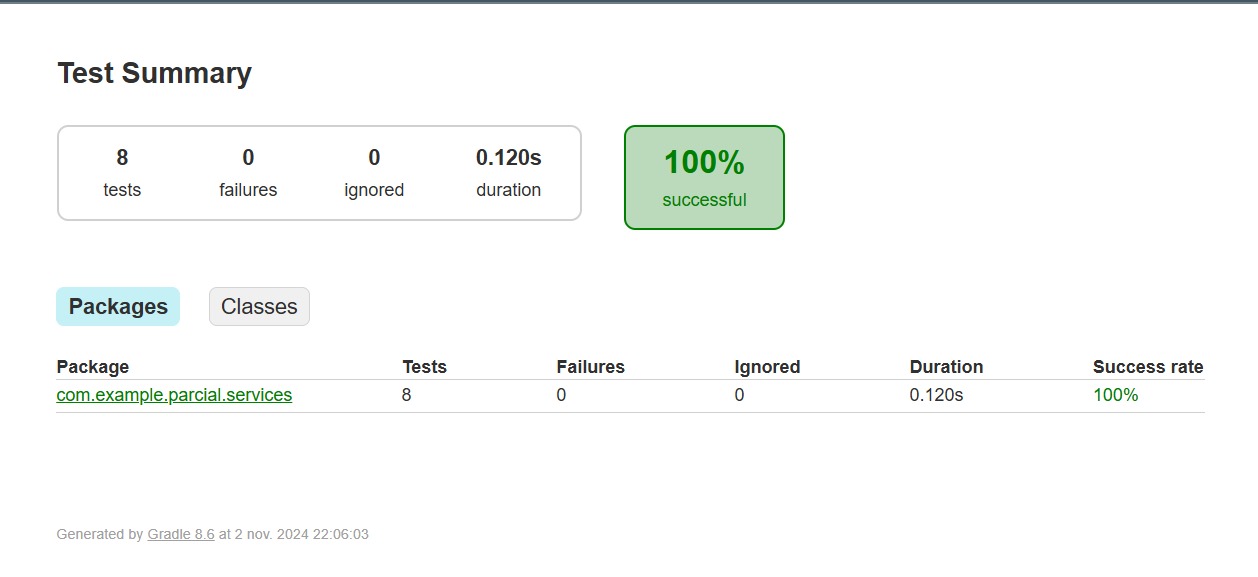 Test Summary
8 0 0 0.120s
tests failures ignored duration
100%
successful
Packages Classes
Package Tests Failures Ignored Duration Success rate
com.example.parcial.services 8 0 0 0.120s 100%
Generated by Gradle 8.6 at 2 nov. 2024 22:06:03